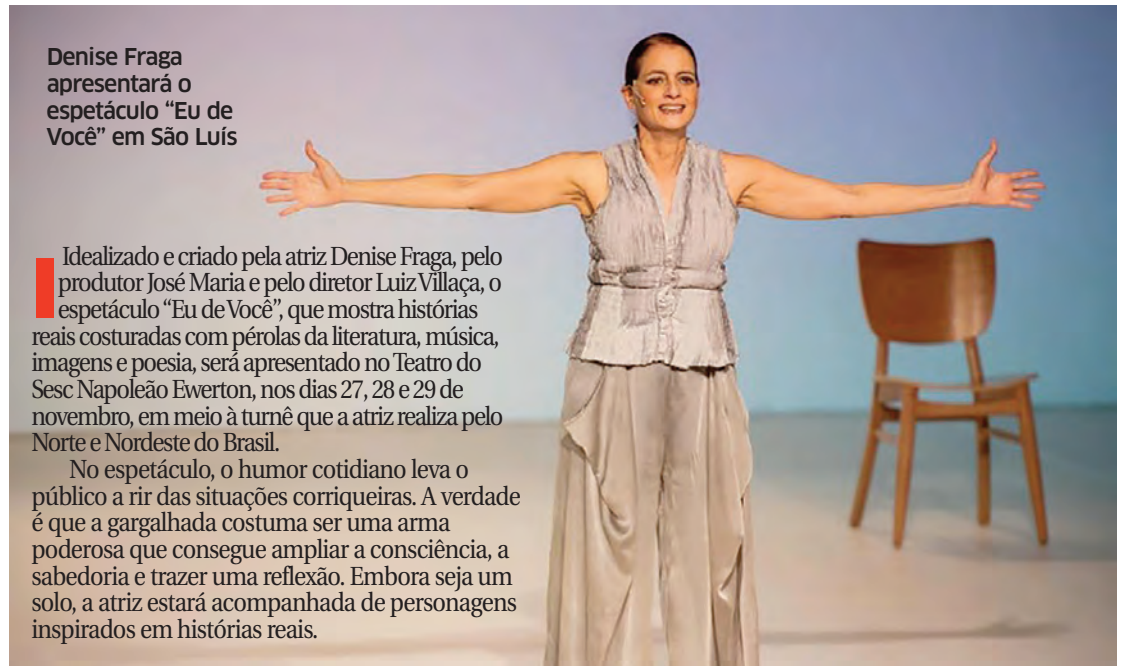 Denise Fraga
apresentará o
espetáculo “Eu de
Você” em São Luís
Idealizado e criado pela atriz Denise Fraga, pelo
produtor José Maria e pelo diretor Luiz Villaça, o
espetáculo “Eu de Você”, que mostra histórias
reais costuradas com pérolas da literatura, música,
imagens e poesia, será apresentado no Teatro do
Sesc Napoleão Ewerton, nos dias 27, 28 e 29 de
novembro, em meio à turnê que a atriz realiza pelo
Norte e Nordeste do Brasil.
No espetáculo, o humor cotidiano leva o
público a rir das situações corriqueiras. A verdade
é que a gargalhada costuma ser uma arma
poderosa que consegue ampliar a consciência, a
sabedoria e trazer uma reflexão. Embora seja um
solo, a atriz estará acompanhada de personagens
inspirados em histórias reais.